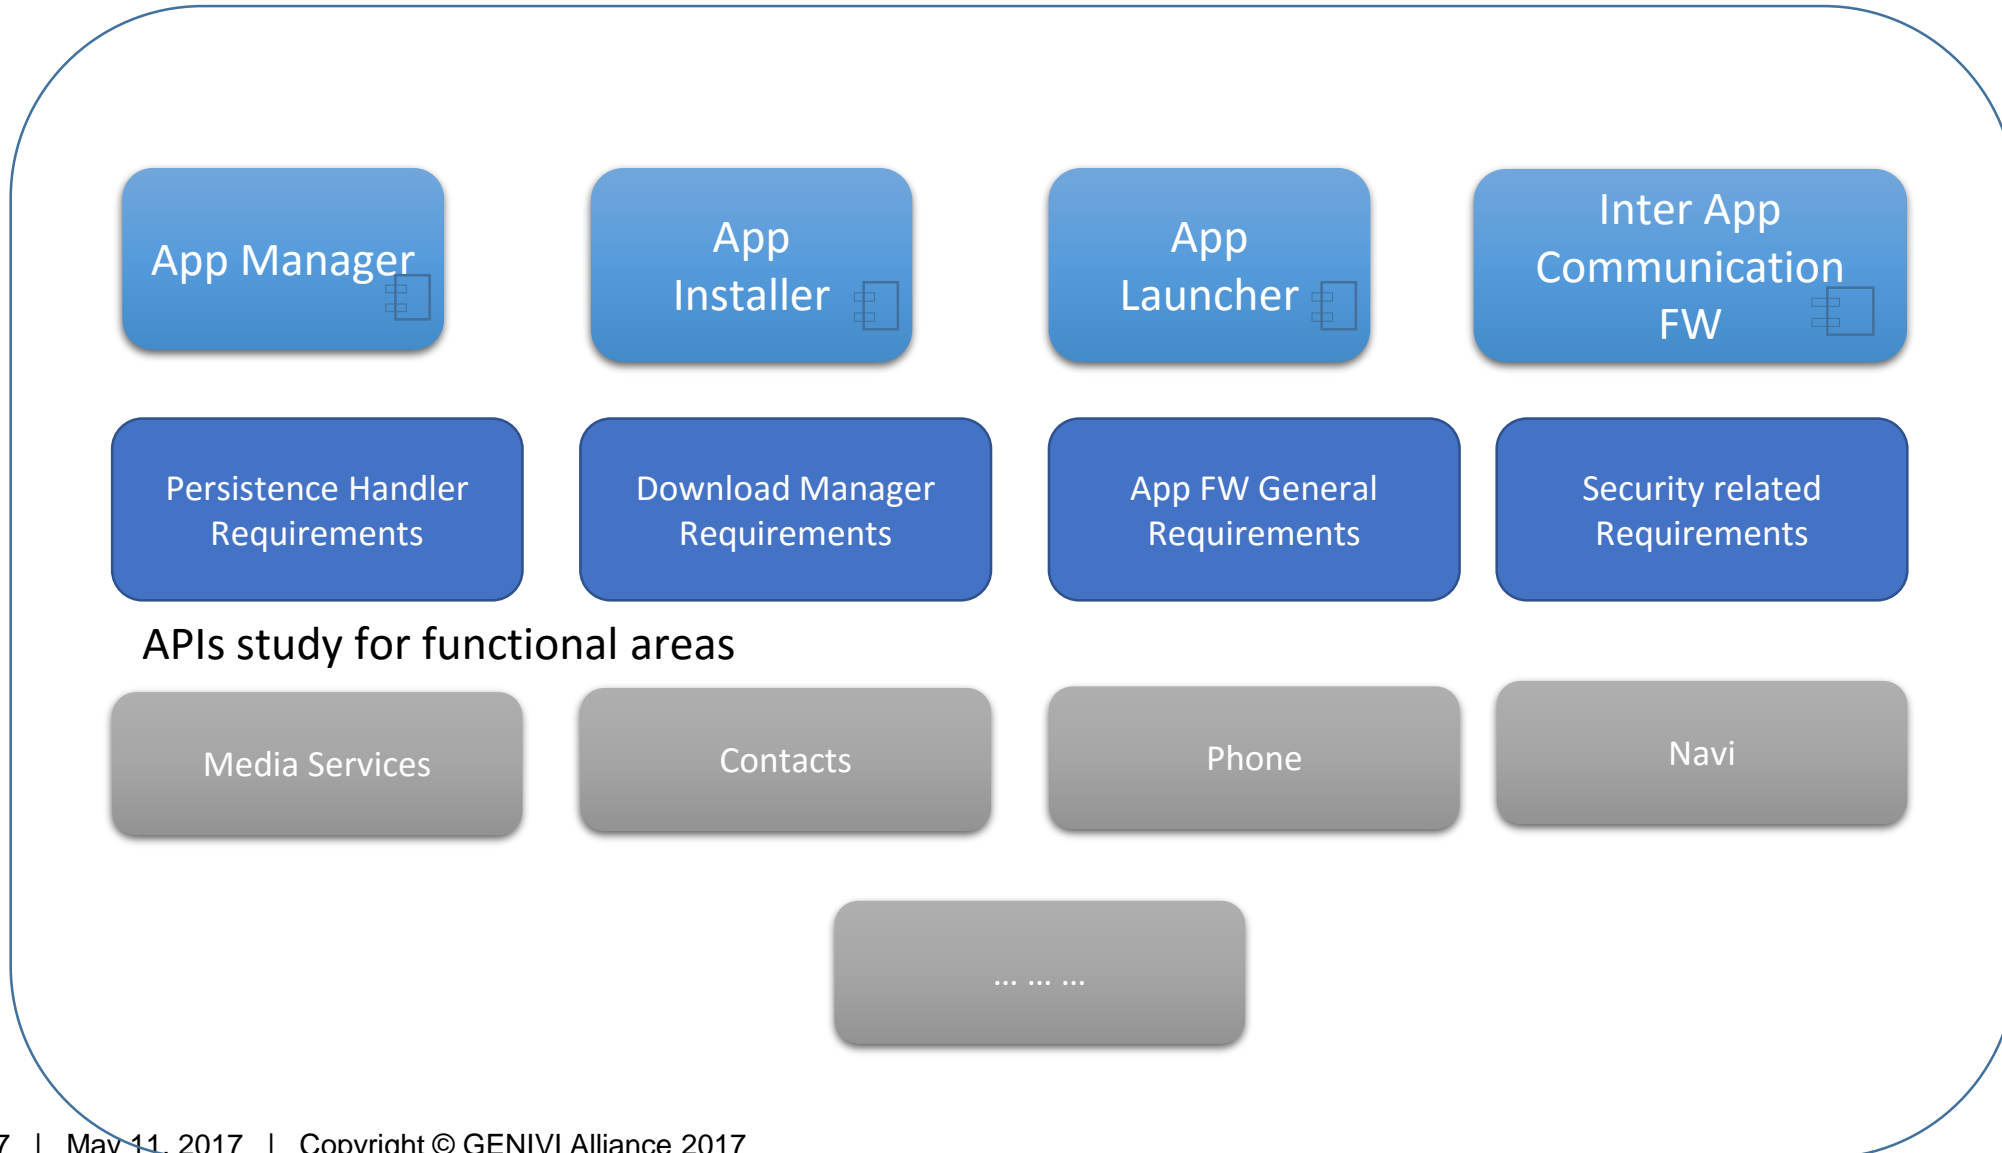 App Manager
App
Installer
App
Launcher
Inter App
Communication
FW
Persistence Handler
Requirements
Download Manager
Requirements
App FW General
Requirements
Security related
Requirements
APIs study for functional areas
Media Services
Contacts
Phone
Navi
... ... ...
7 | May 11, 2017 | Copyright © GENIVI Alliance 2017